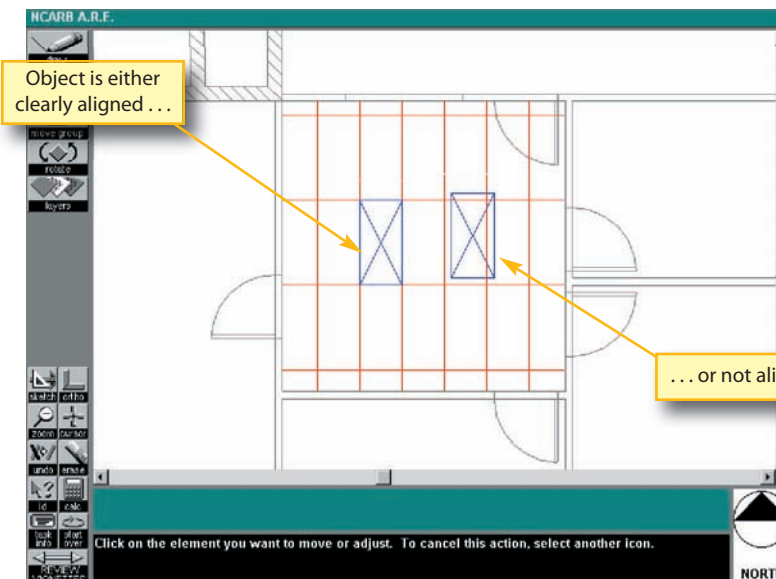 NCARB A.R.E.
Object is either
clearly aligned . . .
move group
rotate
layers
. . . or not ali
sketch ortho
zoom cursor
undo erase
id calc
task start
info over
Click on the element you want to move or adjust. To cancel this action, select another icon.
REVIEW
NORT